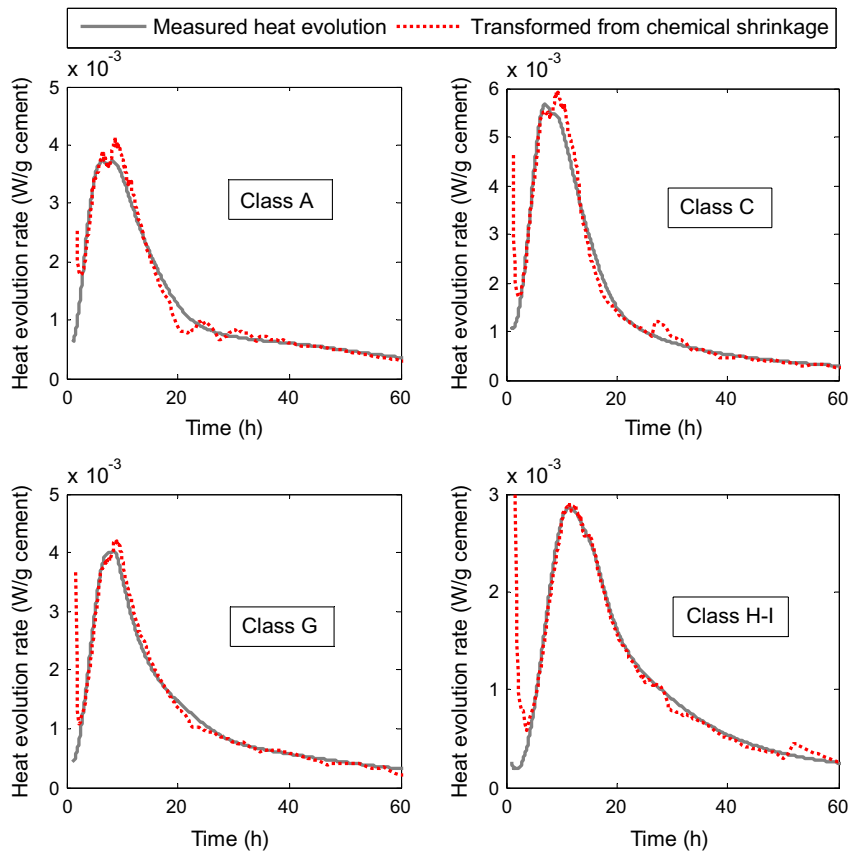 Measured heat evolution Transformed from chemical shrinkage
x 10-3
Heat evolution rate (W/g cement)
5
4
3
2
1
0
Class A
0 20 40 60
Time (h)
x 10-3
Heat evolution rate (W/g cement)
6
5
4
3
2
1
0
Class C
0 10 20 30 40 50 60
Time (h)
x 10-3
Heat evolution rate (W/g cement)
5
4
3
2
1
0
Class G
0 20 40 60
Time (h)
x 10-3
Heat evolution rate (W/g cement)
3
2
1
0
Class H-I
0 20 40 60
Time (h)